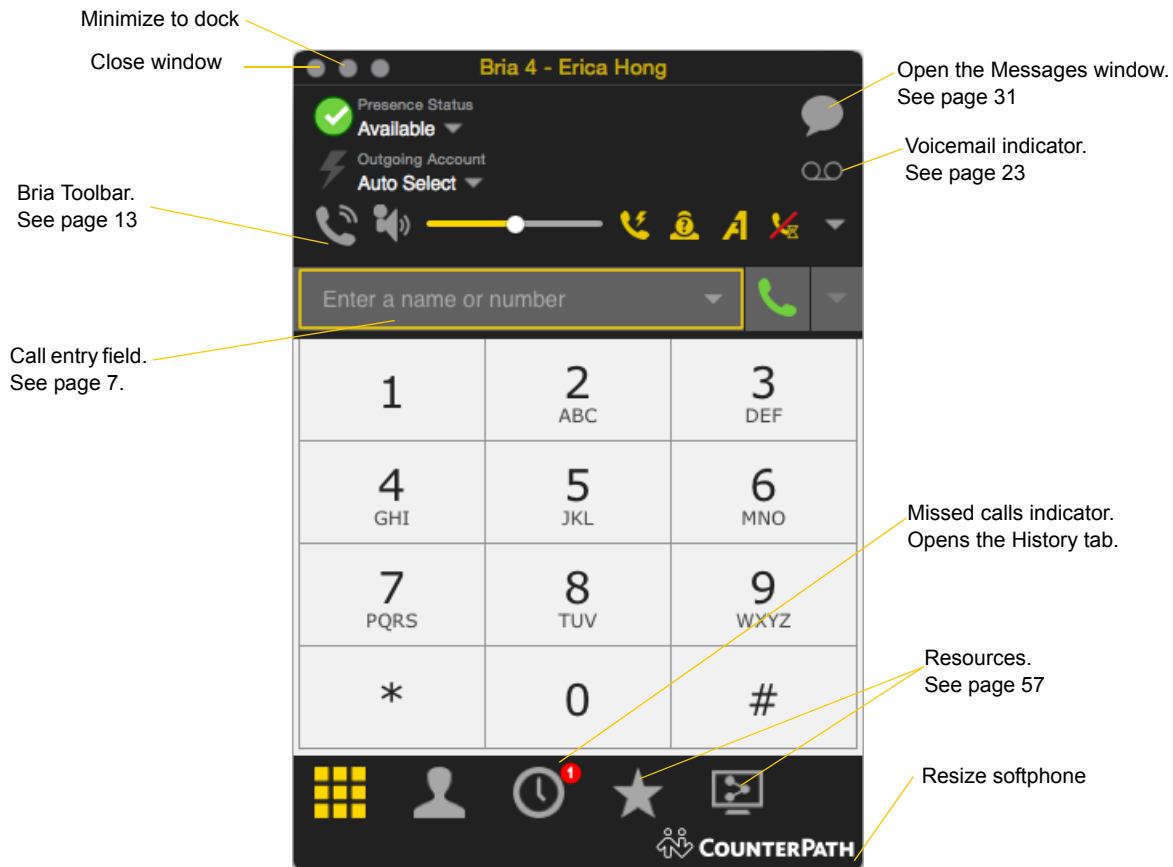 Minimize to dock
Close window
Bria 4 - Erica Hong
Open the Messages window.
See page 31
Presence Status
Available
Voicemail indicator.
See page 23
Outgoing Account
Auto Select
Bria Toolbar.
See page 13
Enter a name or number
Call entry field.
See page 7.
1
2
ABC
3
DEF
4
GHI
5
JKL
6
MNO
Missed calls indicator.
Opens the History tab.
7
PQRS
8
TUV
9
WXYZ
Resources.
See page 57
*
0
#
1
Resize softphone
COUNTERPATH